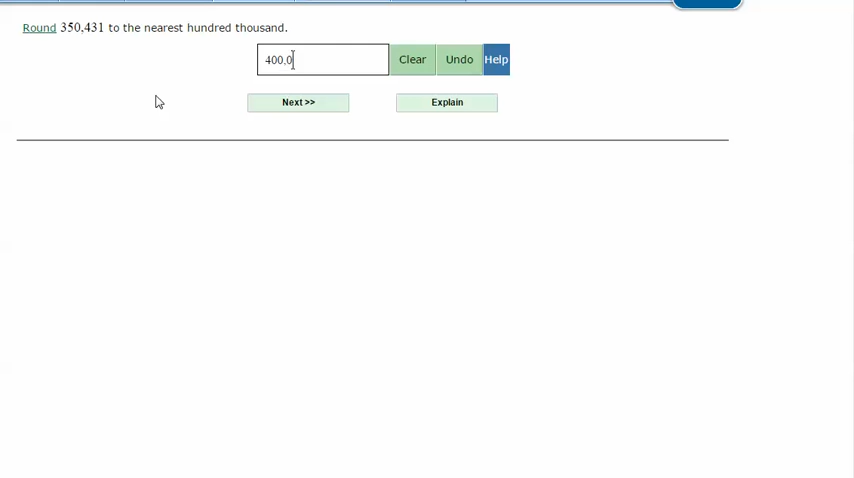 Round 350,431 to the nearest hundred thousand.
400,0 Clear Undo Help
Next >> Explain